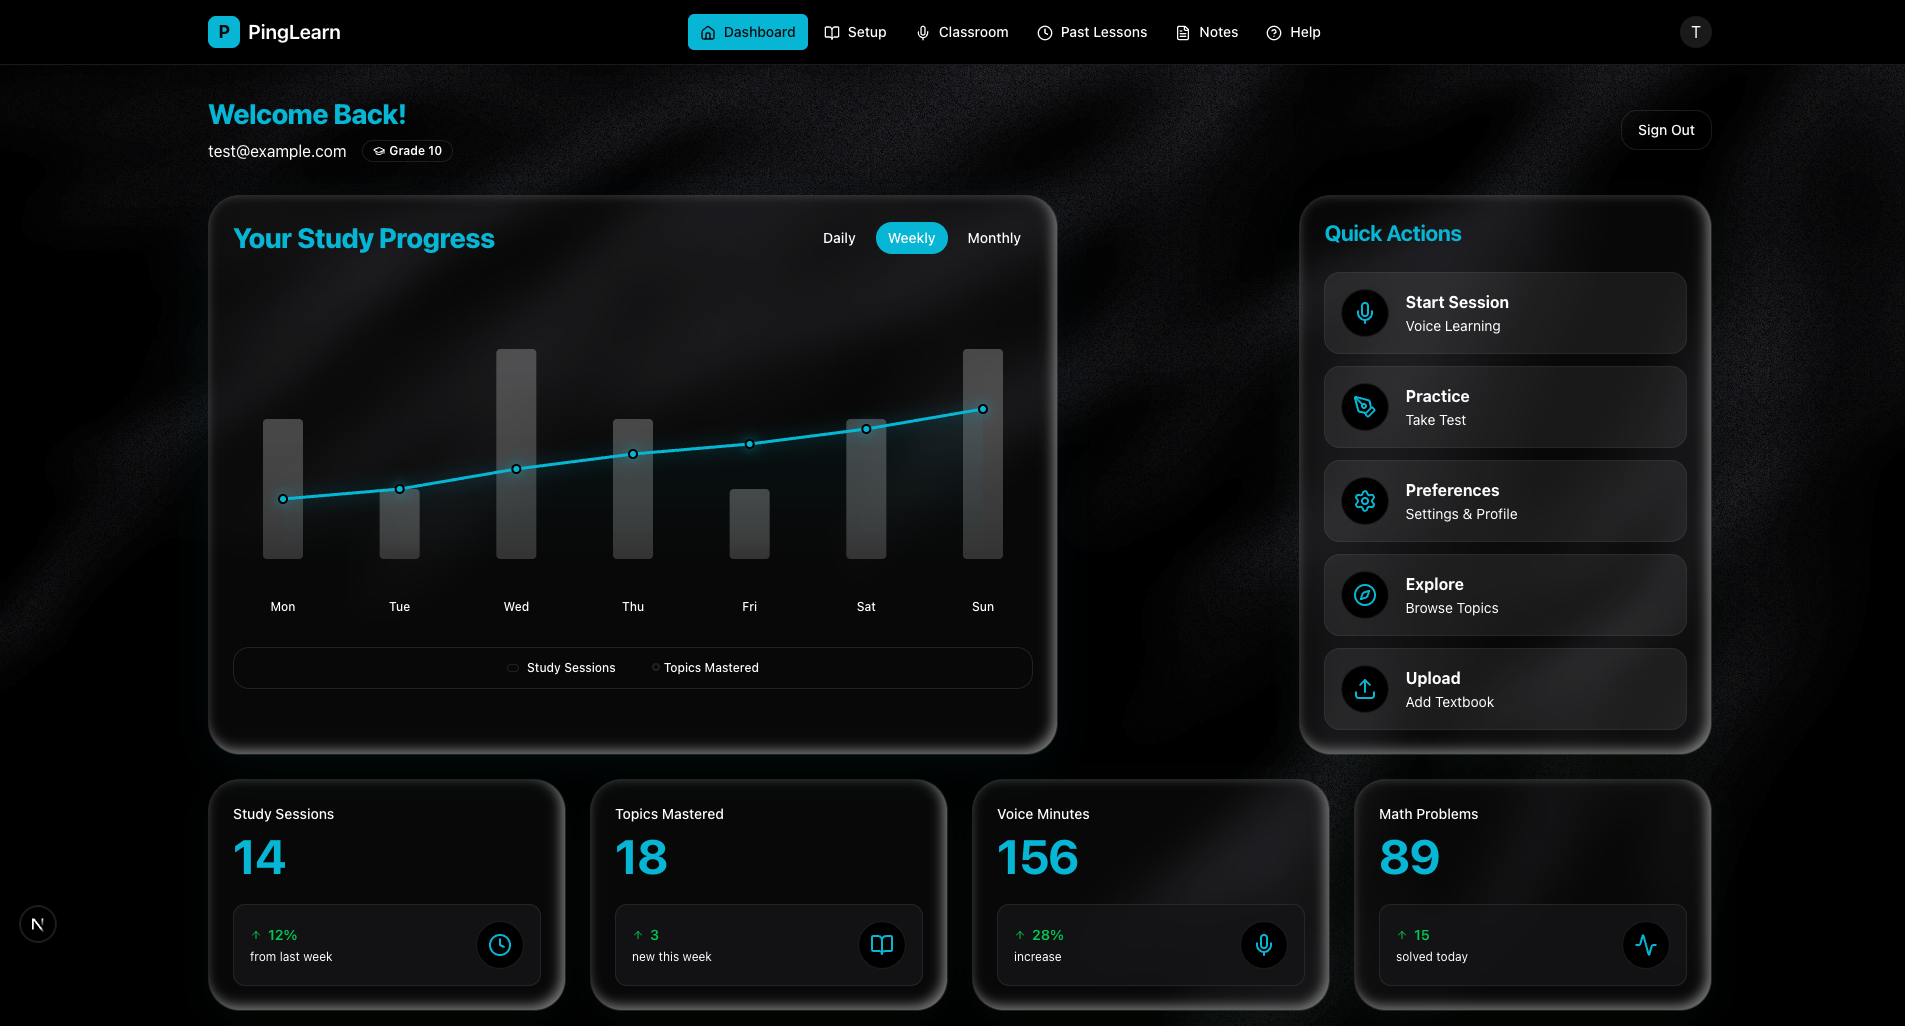 P PingLearn
Dashboard Setup Classroom Past Lessons Notes Help
T
Welcome Back!
test@example.com Grade 10
Sign Out
Your Study Progress
Daily Weekly Monthly
Mon Tue Wed Thu Fri Sat Sun
Study Sessions Topics Mastered
Quick Actions
Start Session
Voice Learning
Practice
Take Test
Preferences
Settings & Profile
Explore
Browse Topics
Upload
Add Textbook
Study Sessions
14
↑ 12%
from last week
Topics Mastered
18
↑ 3
new this week
Voice Minutes
156
↑ 28%
increase
Math Problems
89
↑ 15
solved today
N